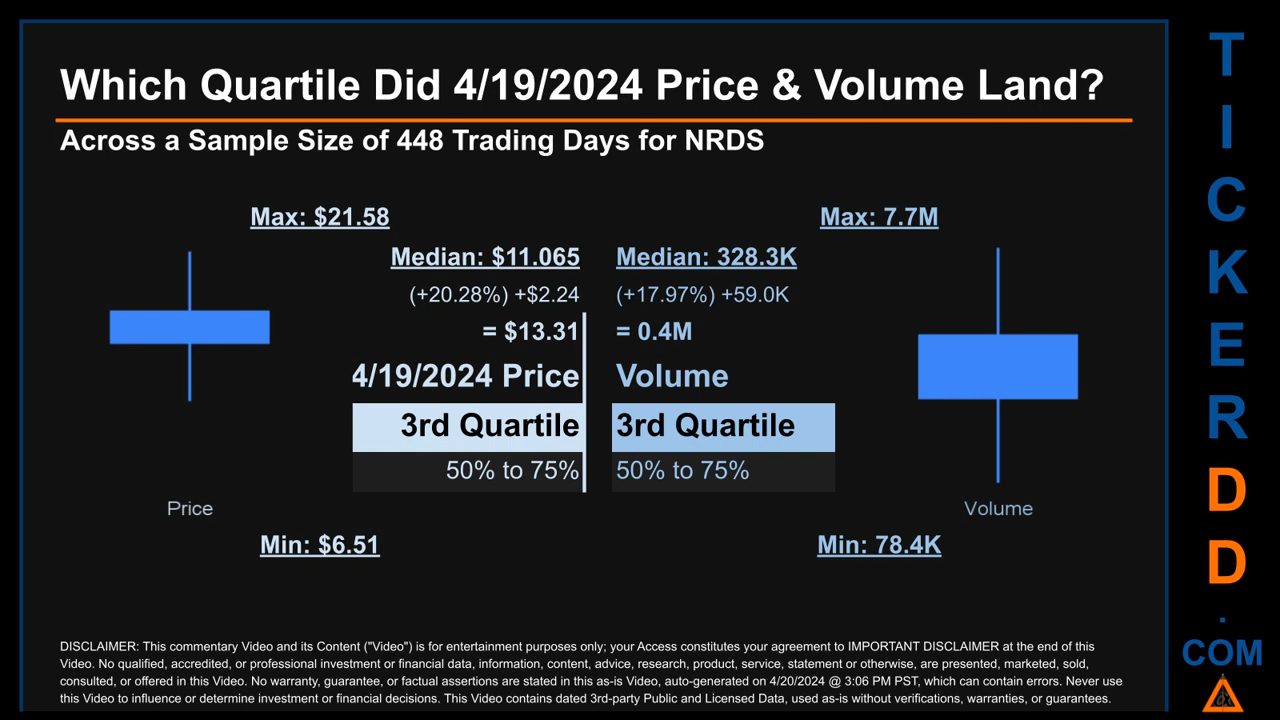 Which Quartile Did 4/19/2024 Price & Volume Land?
Across a Sample Size of 448 Trading Days for NRDS
Max: $21.58
Max: 7.7M
Median: $11.065
Median: 328.3K
(+20.28%) +$2.24
(+17.97%) +59.0K
= $13.31
= 0.4M
4/19/2024 Price
Volume
3rd Quartile
3rd Quartile
50% to 75%
50% to 75%
Price
Volume
Min: $6.51
Min: 78.4K
DISCLAIMER: This commentary Video and its Content ("Video") is for entertainment purposes only; your Access constitutes your agreement to IMPORTANT DISCLAIMER at the end of this
Video. No qualified, accredited, or professional investment or financial data, information, content, advice, research, product, service, statement or otherwise, are presented, marketed, sold,
consulted, or offered in this Video. No warranty, guarantee, or factual assertions are stated in this as-is Video, auto-generated on 4/20/2024 @ 3:06 PM PST, which can contain errors. Never use
this Video to influence or determine investment or financial decisions. This Video contains dated 3rd-party Public and Licensed Data, used as-is without verifications, warranties, or guarantees.
T
I
C
K
E
R
D
D
.
COM